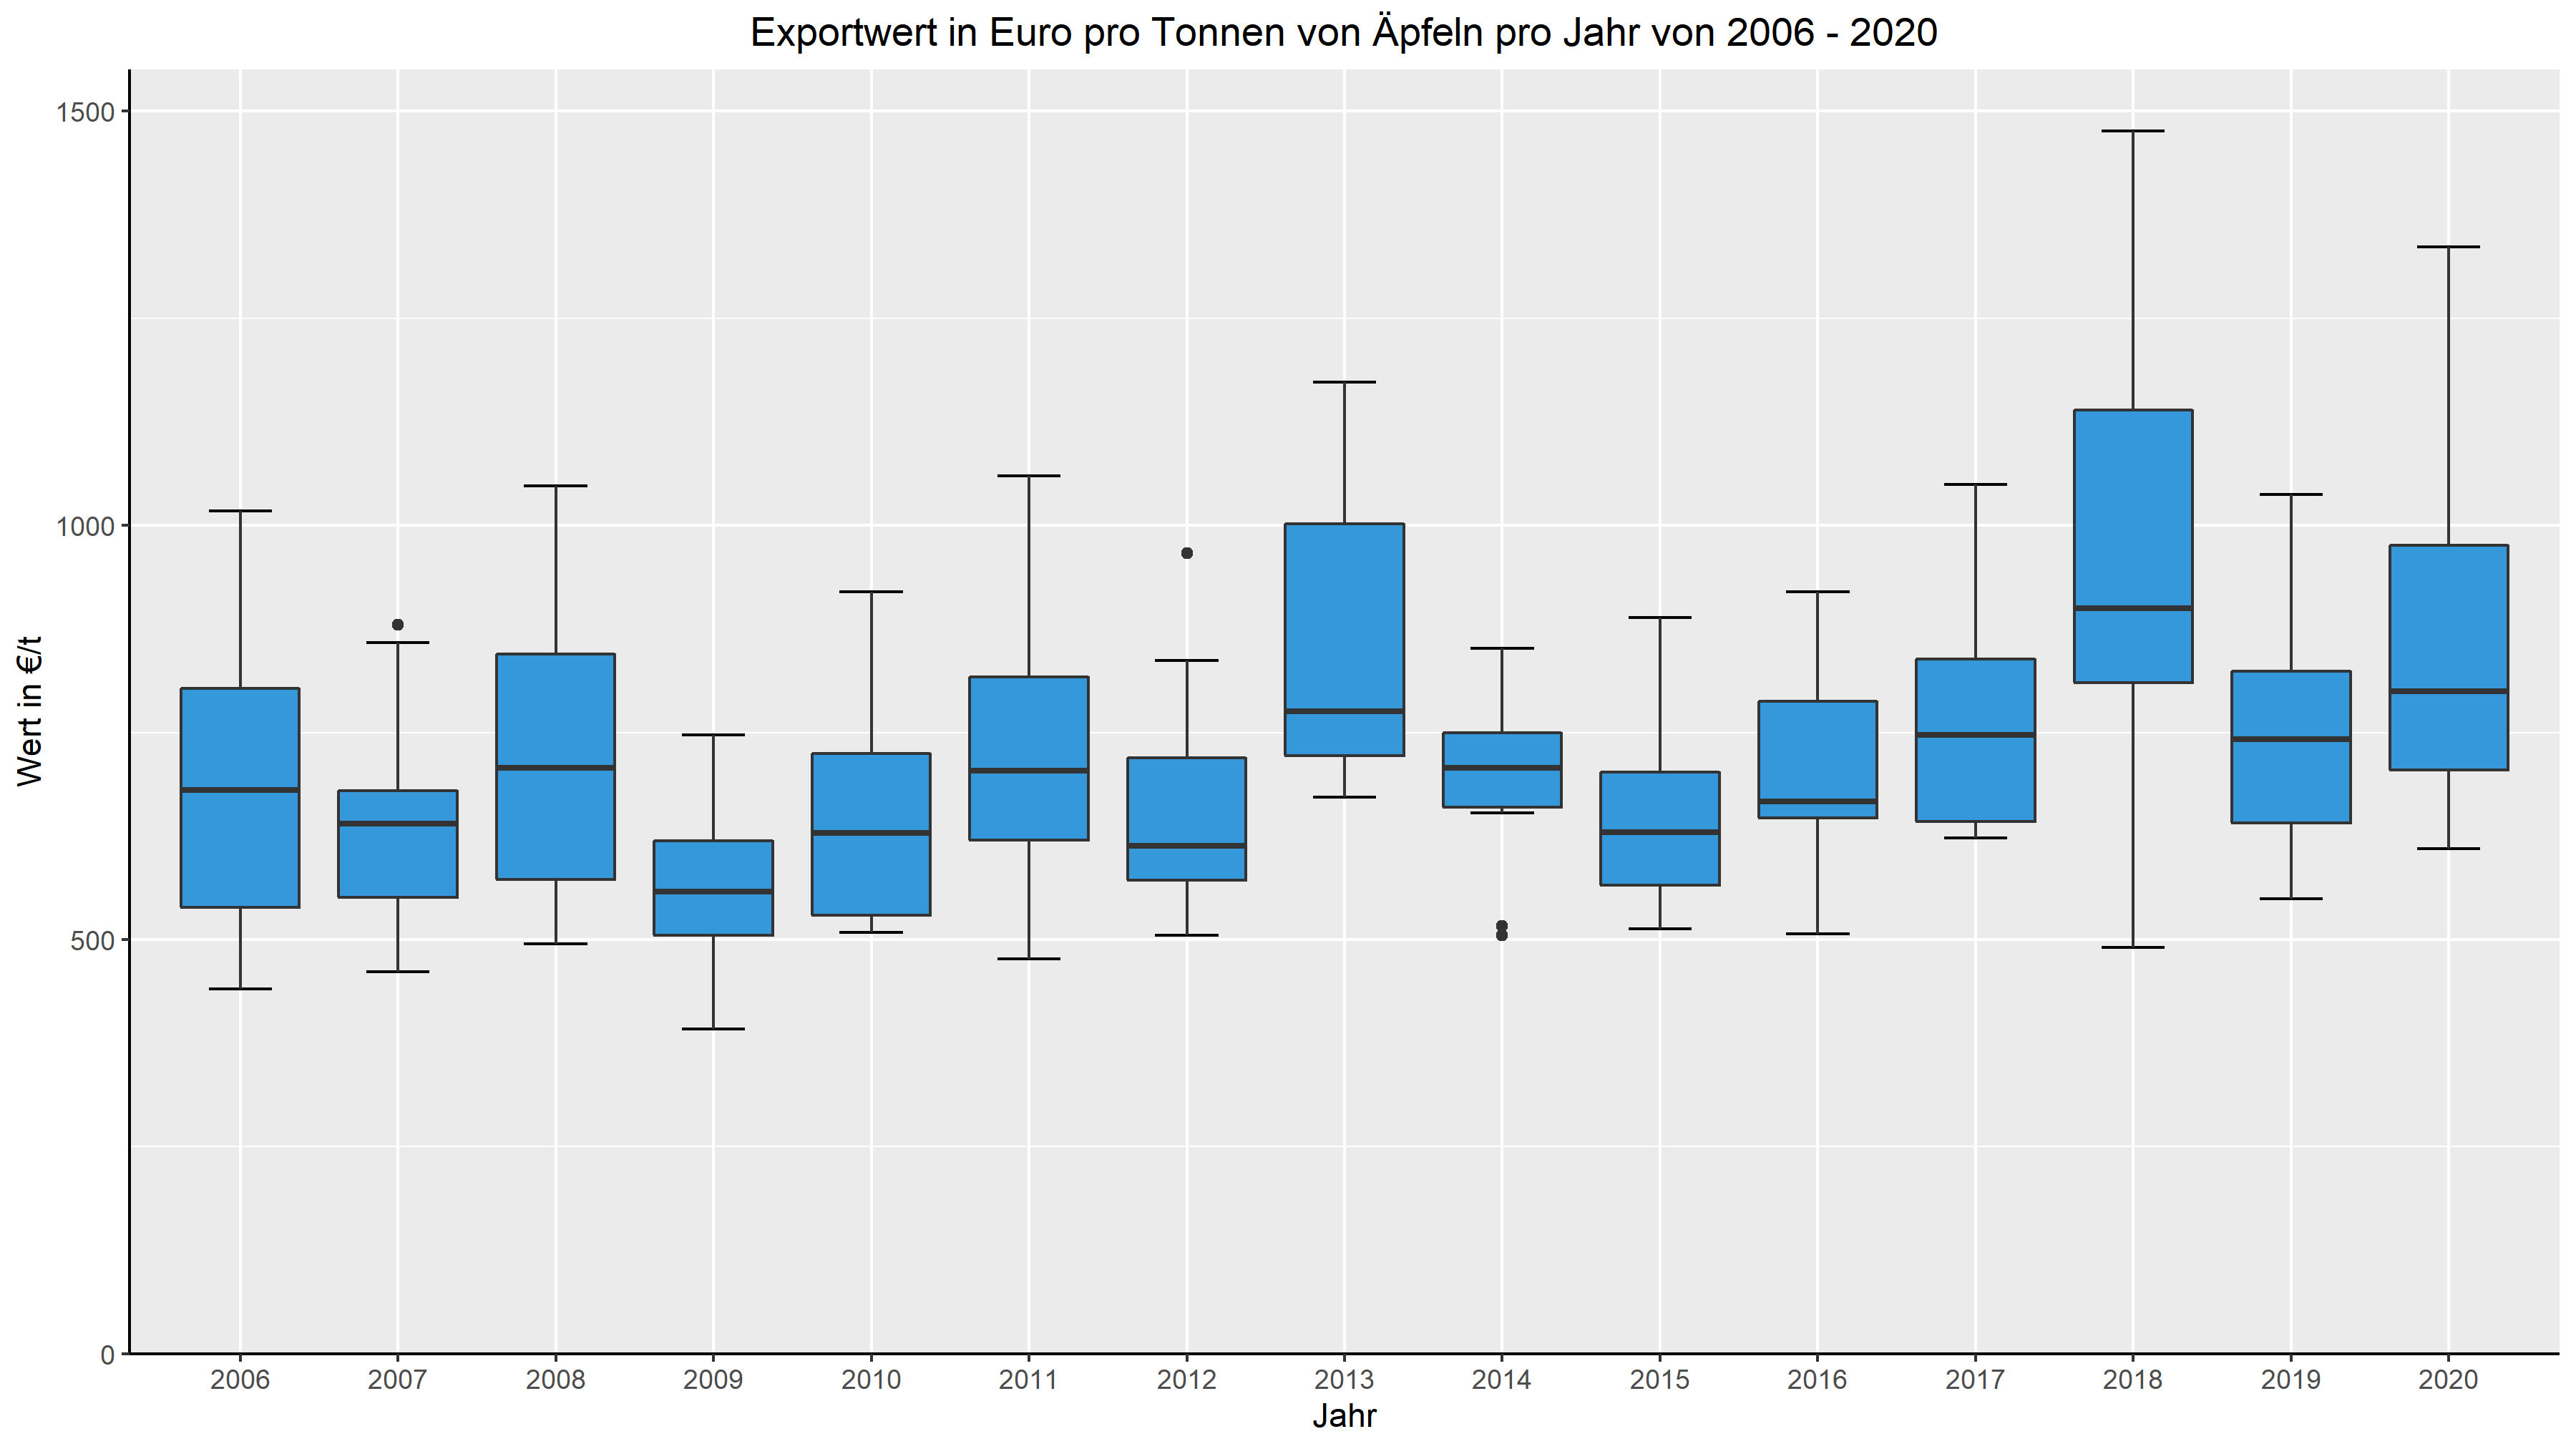 Exportwert in Euro pro Tonnen von Äpfeln pro Jahr von 2006 - 2020
Wert in €/t
1500
1000
500
0
2006 2007 2008 2009 2010 2011 2012 2013 2014 2015 2016 2017 2018 2019 2020
Jahr